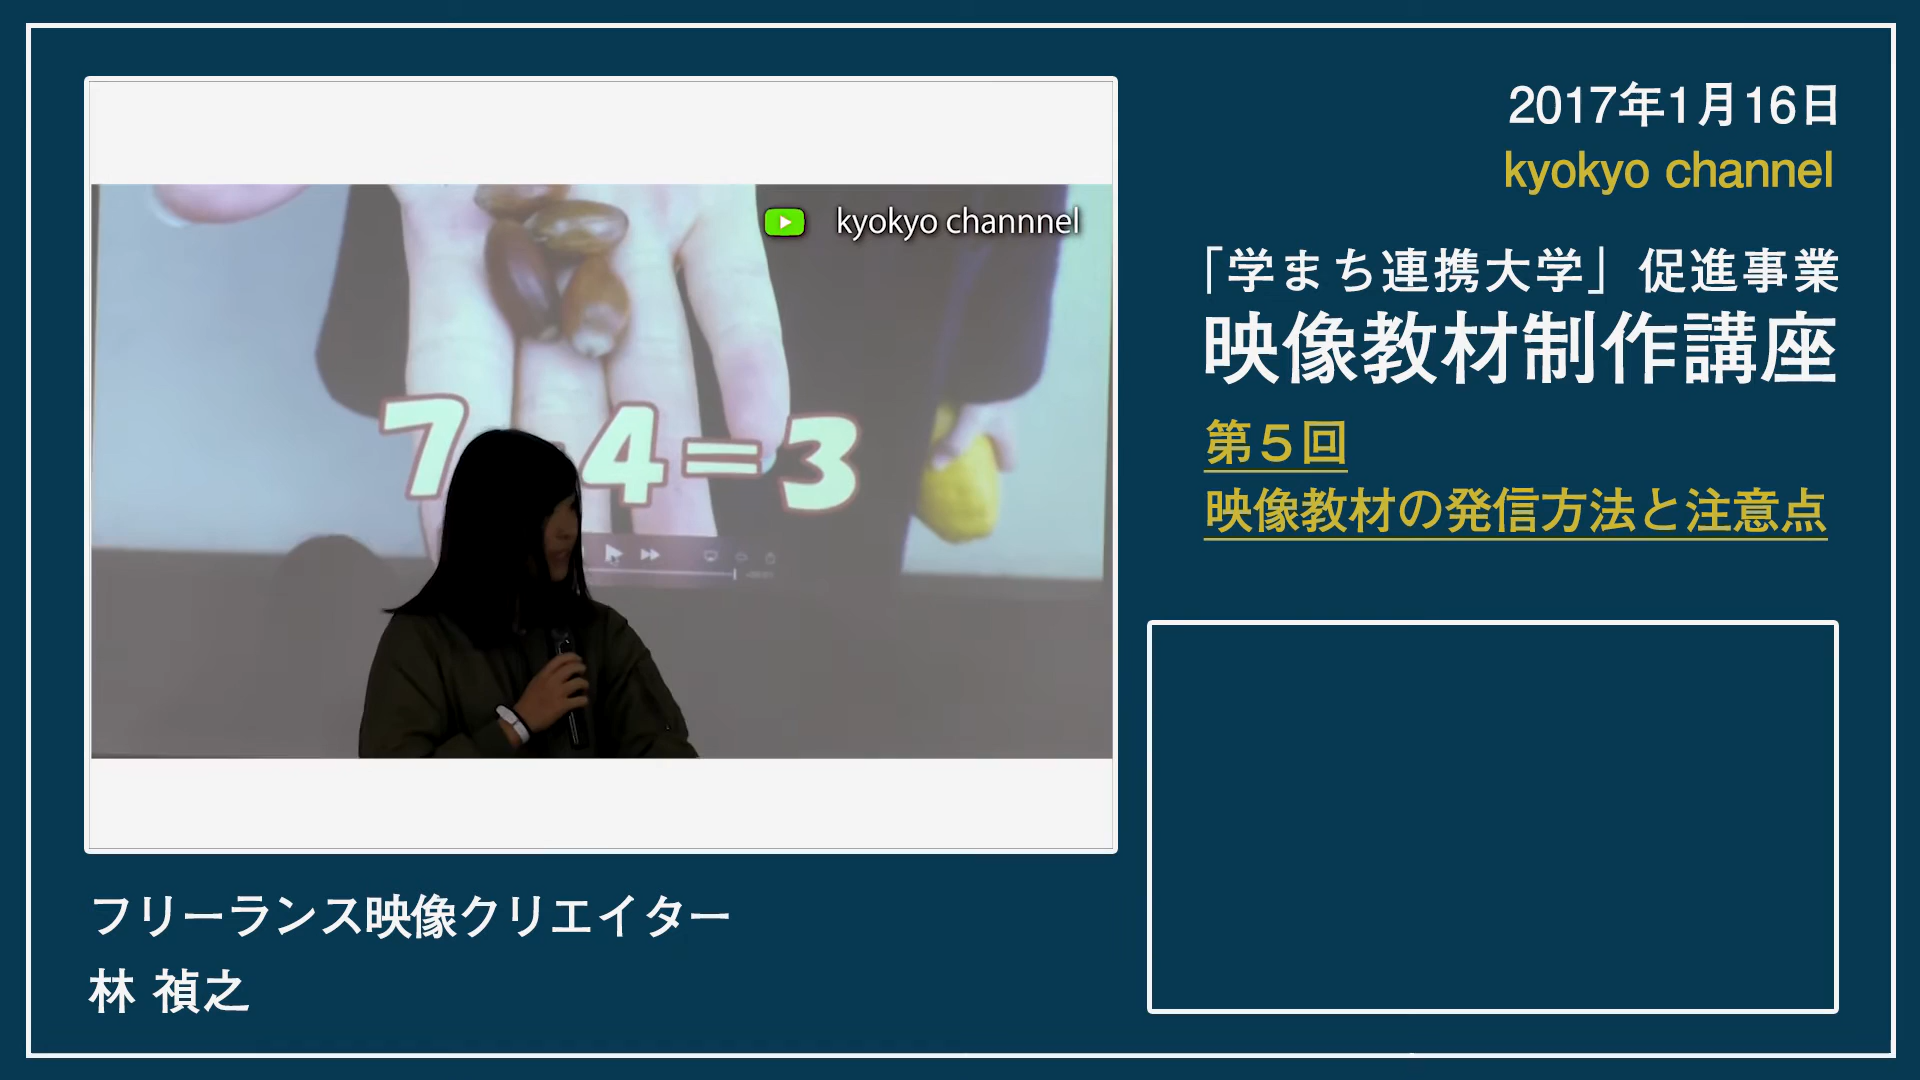 2017年1月16日
kyokyo channel
「学まち連携大学」促進事業
映像教材制作講座
第5回
映像教材の発信方法と注意点
kyokyo channnel
7 4=3
フリーランス映像クリエイター
林 禎之